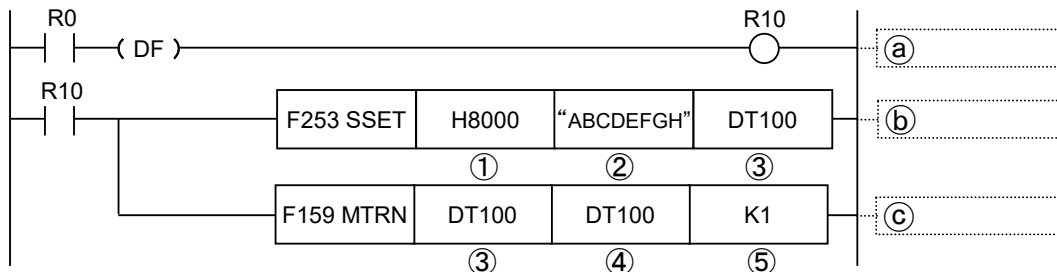 R0 R10
( DF ) ⓐ
R10
F253 SSET H8000 “ABCDEFGH” DT100 ⓑ
① ② ③
F159 MTRN DT100 DT100 K1 ⓒ
③ ④ ⑤